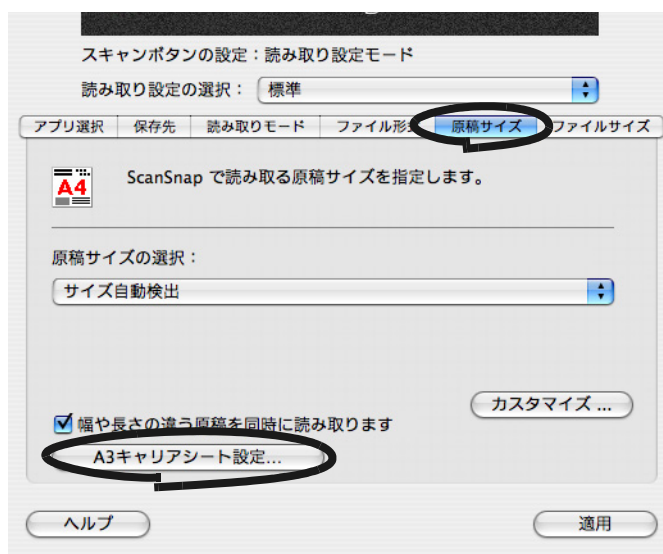 スキャンボタンの設定：読み取り設定モード
読み取り設定の選択： 標準
アプリ選択 保存先 読み取りモード ファイル形式 原稿サイズ ファイルサイズ
A4
ScanSnap で読み取る原稿サイズを指定します。
原稿サイズの選択：
サイズ自動検出
カスタマイズ ...
幅や長さの違う原稿を同時に読み取ります
A3キャリアシート設定...
ヘルプ 適用